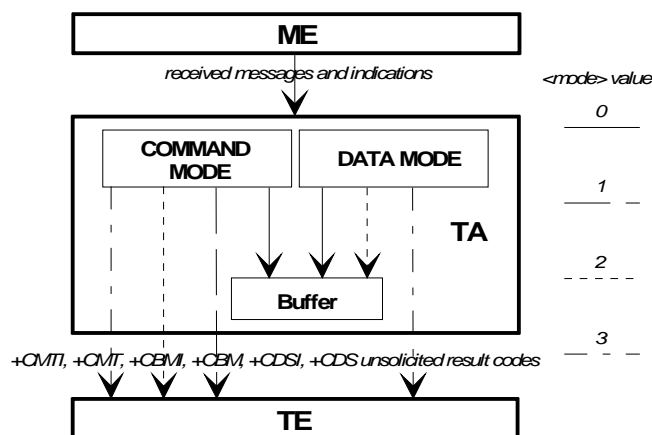 ME
received messages and indications
<mode> value
0
COMMAND MODE
DATA MODE
1
TA
2
Buffer
3
+CMTI, +CMT, +CBMI, +CBM, +CDSI, +CDS unsolicited result codes
TE